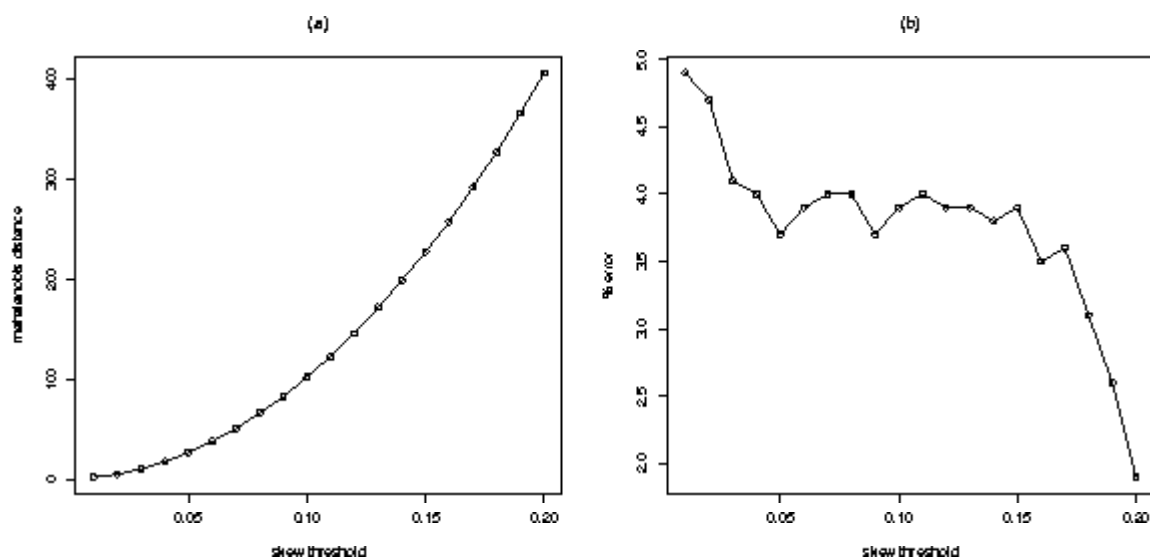 (a)
400
300
200
100
0
mahalanobis distance
0.05 0.10 0.15 0.20
skew threshold
(b)
5.0
4.5
4.0
3.5
3.0
2.5
2.0
% error
0.05 0.10 0.15 0.20
skew threshold